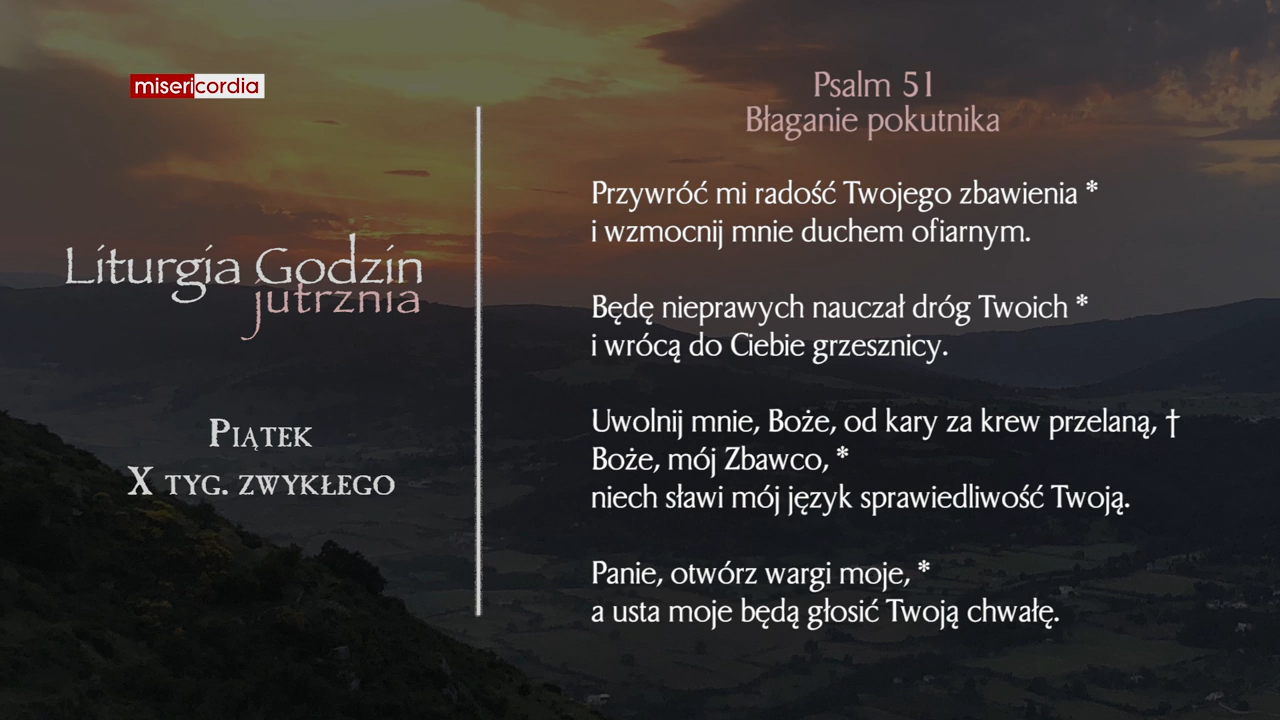 misericordia
Liturgia Godzin
jutrznia
Piątek
X tyg. zwykłego
Psalm 51
Błaganie pokutnika
Przywróć mi radość Twojego zbawienia *
i wzmocnij mnie duchem ofiarnym.
Będę nieprawych nauczał dróg Twoich *
i wrócą do Ciebie grzesznicy.
Uwolnij mnie, Boże, od kary za krew przelaną, †
Boże, mój Zbawco, *
niech sławi mój język sprawiedliwość Twoją.
Panie, otwórz wargi moje, *
a usta moje będą głosić Twoją chwałę.